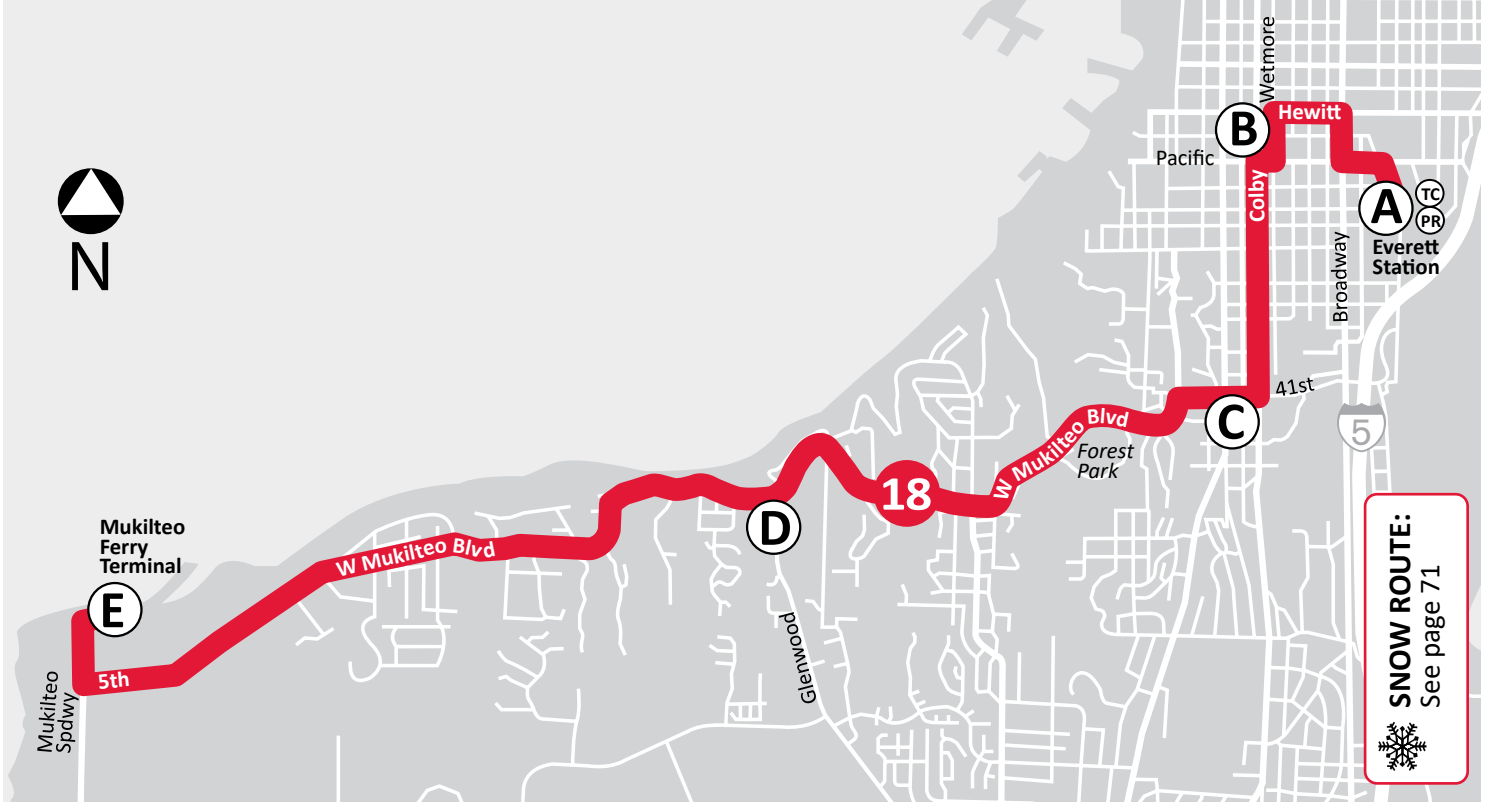 Wetmore
Hewitt
B
Pacific
Colby
A
TC
PR
Everett
Station
Broadway
N
41st
C
5
W Mukilteo Blvd
Forest
Park
18
D
Glenwood
W Mukilteo Blvd
Mukilteo
Ferry
Terminal
E
5th
Mukilteo
Spdwy
SNOW ROUTE:
See page 71